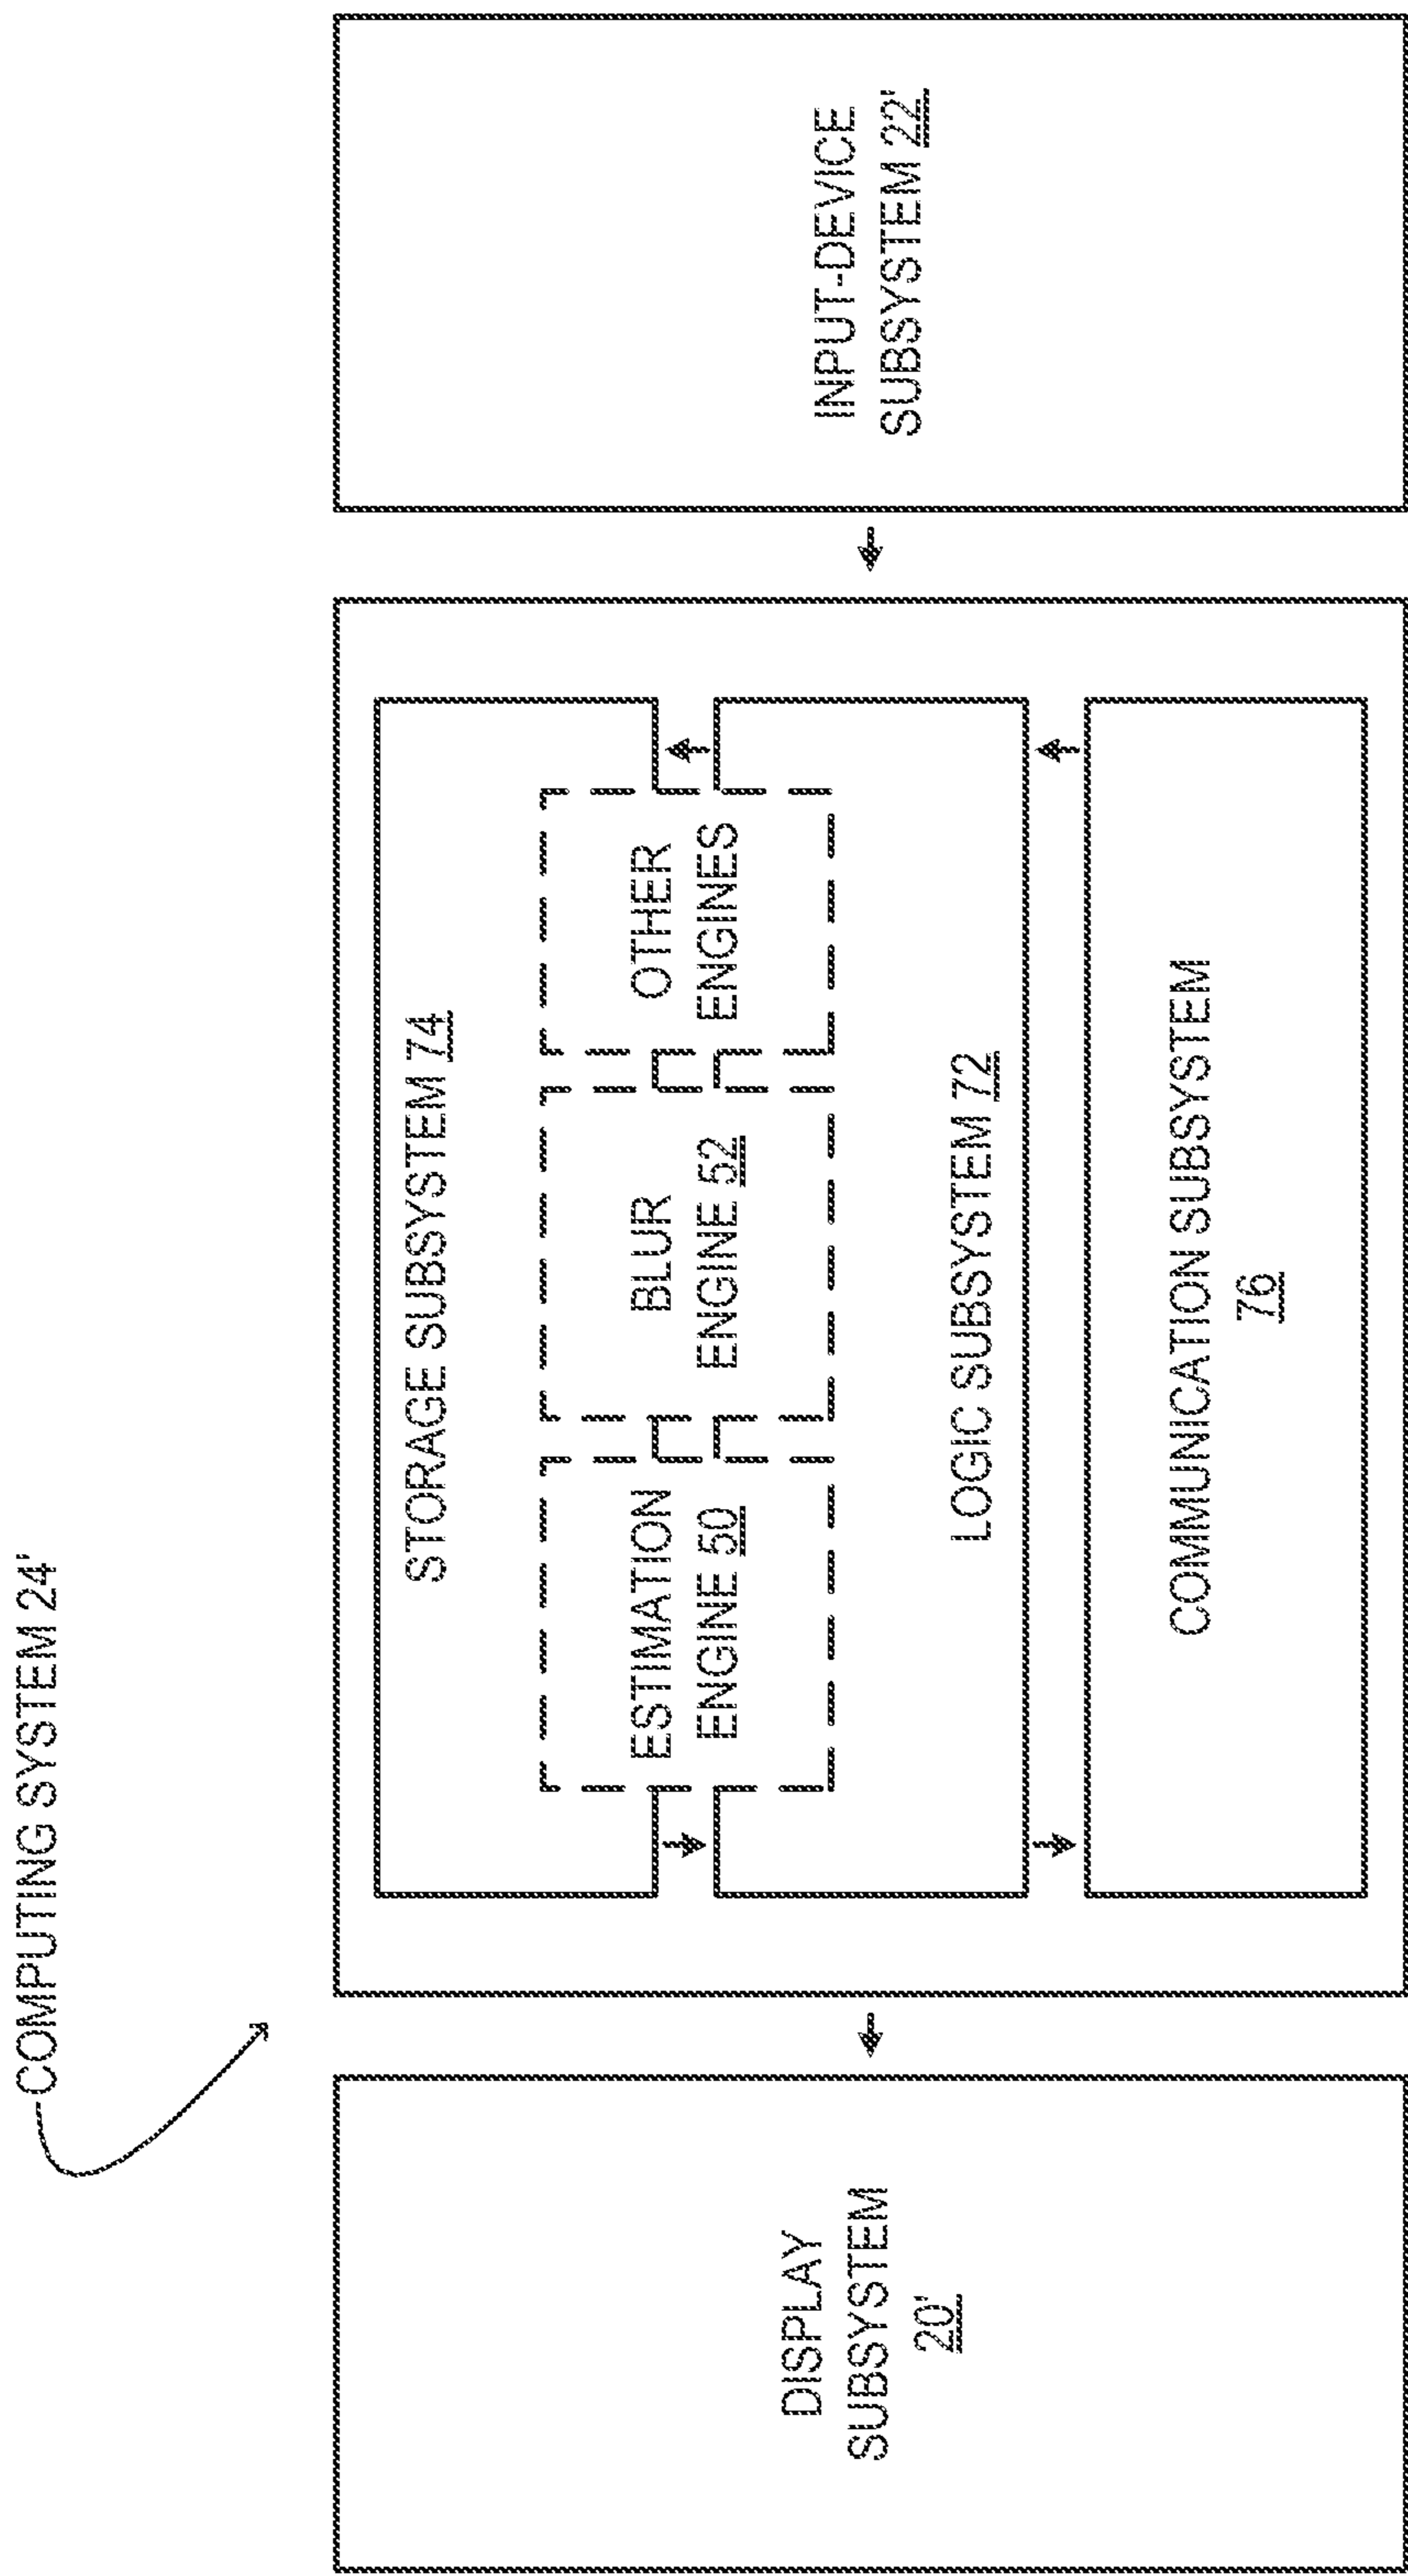 COMPUTING SYSTEM 24'
DISPLAY
SUBSYSTEM
20'
STORAGE SUBSYSTEM 74
ESTIMATION
ENGINE 50
BLUR
ENGINE 52
OTHER
ENGINES
LOGIC SUBSYSTEM 72
COMMUNICATION SUBSYSTEM
76
INPUT-DEVICE
SUBSYSTEM 22'